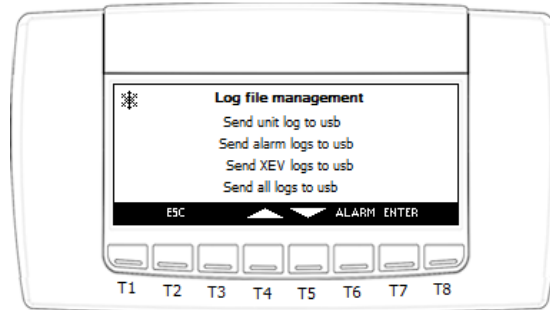 Log file management
Send unit log to usb
Send alarm logs to usb
Send XEV logs to usb
Send all logs to usb
ESC ALARM ENTER
T1 T2 T3 T4 T5 T6 T7 T8